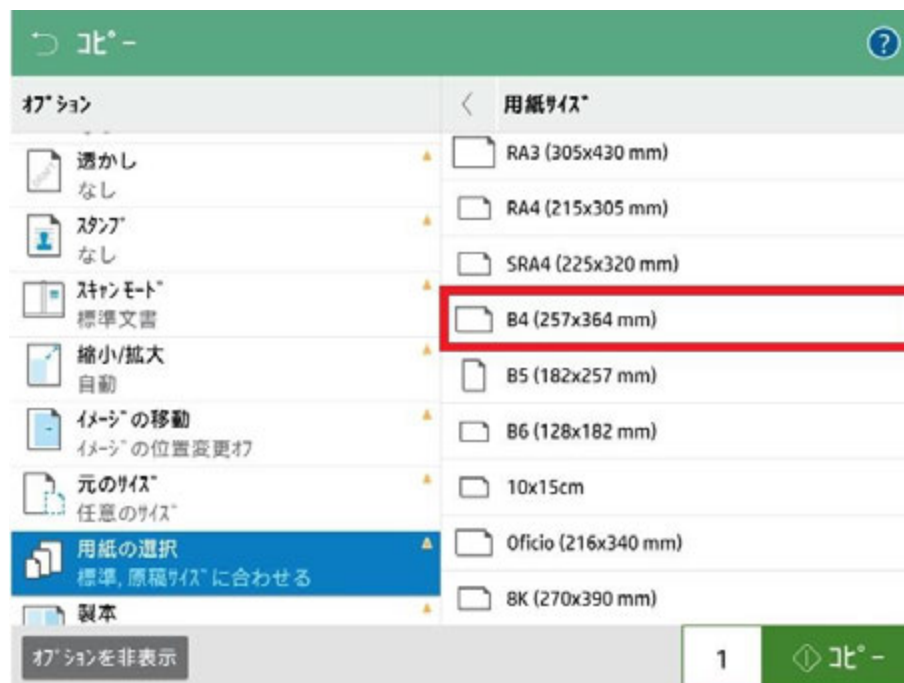 ｺﾋﾟｰ
?
ｵﾌﾟｼｮﾝ
透かし
なし
ｽﾀﾝﾌﾟ
なし
ｽｷｬﾝ ﾓｰﾄﾞ
標準文書
縮小/拡大
自動
ｲﾒｰｼﾞの移動
ｲﾒｰｼﾞの位置変更ｵﾌ
元のｻｲｽﾞ
任意のｻｲｽﾞ
用紙の選択
標準, 原稿ｻｲｽﾞに合わせる
製本
用紙ｻｲｽﾞ
RA3 (305x430 mm)
RA4 (215x305 mm)
SRA4 (225x320 mm)
B4 (257x364 mm)
B5 (182x257 mm)
B6 (128x182 mm)
10x15cm
Oficio (216x340 mm)
8K (270x390 mm)
ｵﾌﾟｼｮﾝを非表示
1
ｺﾋﾟｰ